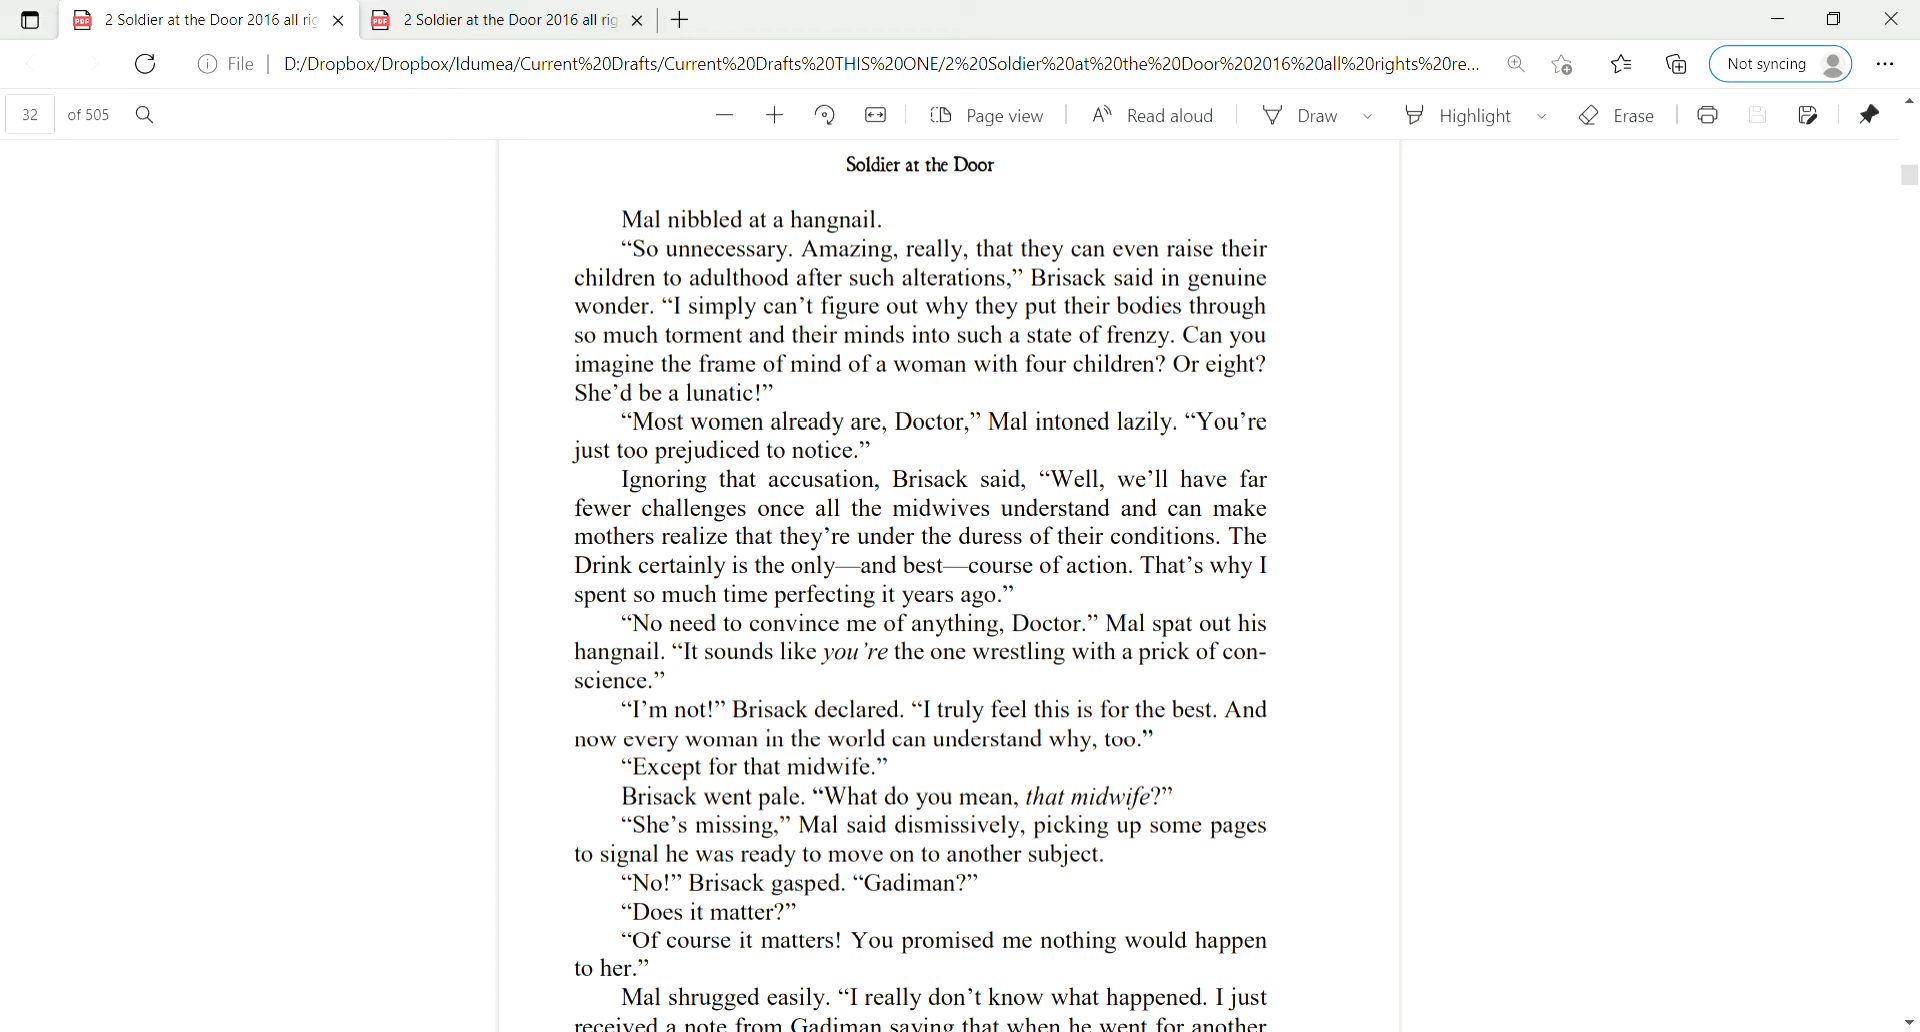 2 Soldier at the Door 2016 all rig
2 Soldier at the Door 2016 all rig
File
D:/Dropbox/Dropbox/Idumea/Current%20Drafts/Current%20Drafts%20THIS%20ONE/2%20Soldier%20at%20the%20Door%202016%20all%20rights%20re...
Not syncing
32 of 505
Page view
Read aloud
Draw
Highlight
Erase
Soldier at the Door
Mal nibbled at a hangnail.
“So unnecessary. Amazing, really, that they can even raise their
children to adulthood after such alterations,” Brisack said in genuine
wonder. “I simply can’t figure out why they put their bodies through
so much torment and their minds into such a state of frenzy. Can you
imagine the frame of mind of a woman with four children? Or eight?
She’d be a lunatic!”
“Most women already are, Doctor,” Mal intoned lazily. “You’re
just too prejudiced to notice.”
Ignoring that accusation, Brisack said, “Well, we’ll have far
fewer challenges once all the midwives understand and can make
mothers realize that they’re under the duress of their conditions. The
Drink certainly is the only—and best—course of action. That’s why I
spent so much time perfecting it years ago.”
“No need to convince me of anything, Doctor.” Mal spat out his
hangnail. “It sounds like you’re the one wrestling with a prick of con-
science.”
“I’m not!” Brisack declared. “I truly feel this is for the best. And
now every woman in the world can understand why, too.”
“Except for that midwife.”
Brisack went pale. “What do you mean, that midwife?”
“She’s missing,” Mal said dismissively, picking up some pages
to signal he was ready to move on to another subject.
“No!” Brisack gasped. “Gadiman?”
“Does it matter?”
“Of course it matters! You promised me nothing would happen
to her.”
Mal shrugged easily. “I really don’t know what happened. I just
received a note from Gadiman saying that when he went for another